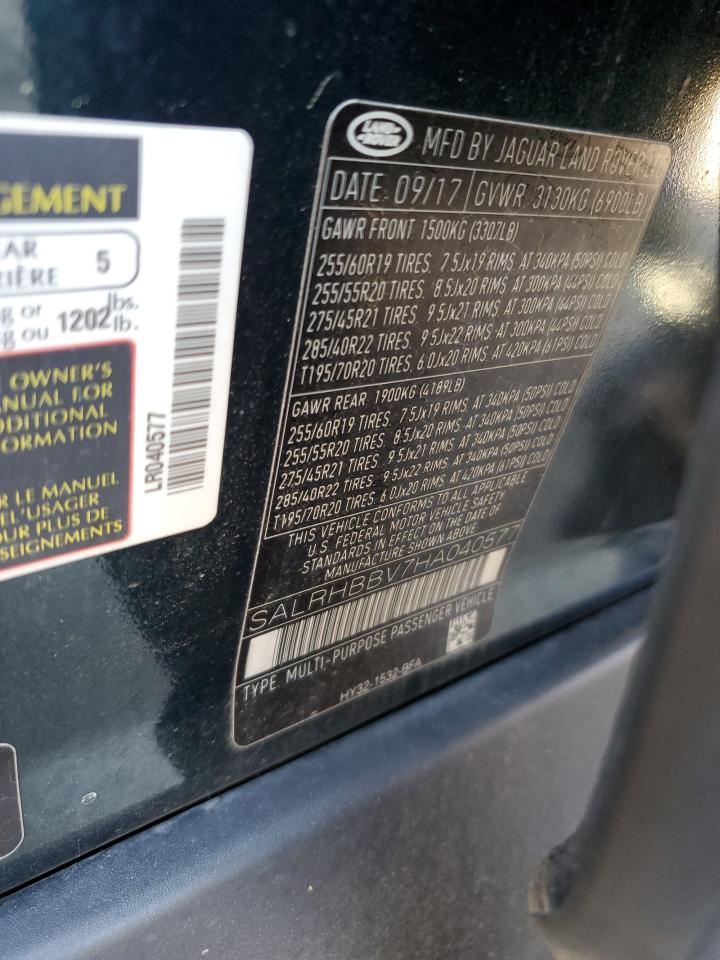 GEMENT
AR
RIÈRE 5
g or lbs.
g ou 1202 lb.
E OWNER'S
ANUAL FOR
DDITIONAL
FORMATION
R LE MANUEL
EL'USAGER
OUR PLUS DE
SEIGNEMENTS
LR040577
LAND ROVER
MFD BY JAGUAR LAND ROVER
DATE: 09/17 GVWR 3130KG (6900LB)
GAWR FRONT 1500KG (3307LB)
255/60R19 TIRES, 7.5Jx19 RIMS, AT 340KPA (50PSI) COLD
255/55R20 TIRES, 8.5Jx20 RIMS, AT 300KPA (44PSI) COLD
275/45R21 TIRES, 9.5Jx21 RIMS, AT 300KPA (44PSI) COLD
285/40R22 TIRES, 9.5Jx22 RIMS, AT 300KPA (44PSI) COLD
T195/70R20 TIRES, 6.0Jx20 RIMS, AT 420KPA (61PSI) COLD
GAWR REAR 1900KG (4189LB)
255/60R19 TIRES, 7.5Jx19 RIMS, AT 340KPA (50PSI) COLD
255/55R20 TIRES, 8.5Jx20 RIMS, AT 340KPA (50PSI) COLD
275/45R21 TIRES, 9.5Jx21 RIMS, AT 340KPA (50PSI) COLD
285/40R22 TIRES, 9.5Jx22 RIMS, AT 340KPA (50PSI) COLD
T195/70R20 TIRES, 6.0Jx20 RIMS, AT 420KPA (61PSI) COLD
THIS VEHICLE CONFORMS TO ALL APPLICABLE
U.S. FEDERAL MOTOR VEHICLE SAFETY
STANDARDS IN EFFECT ON THE DATE OF
MANUFACTURE SHOWN ABOVE
SALRHBBV7HA040577
TYPE: MULTI-PURPOSE PASSENGER VEHICLE
HY32-1532-BFA